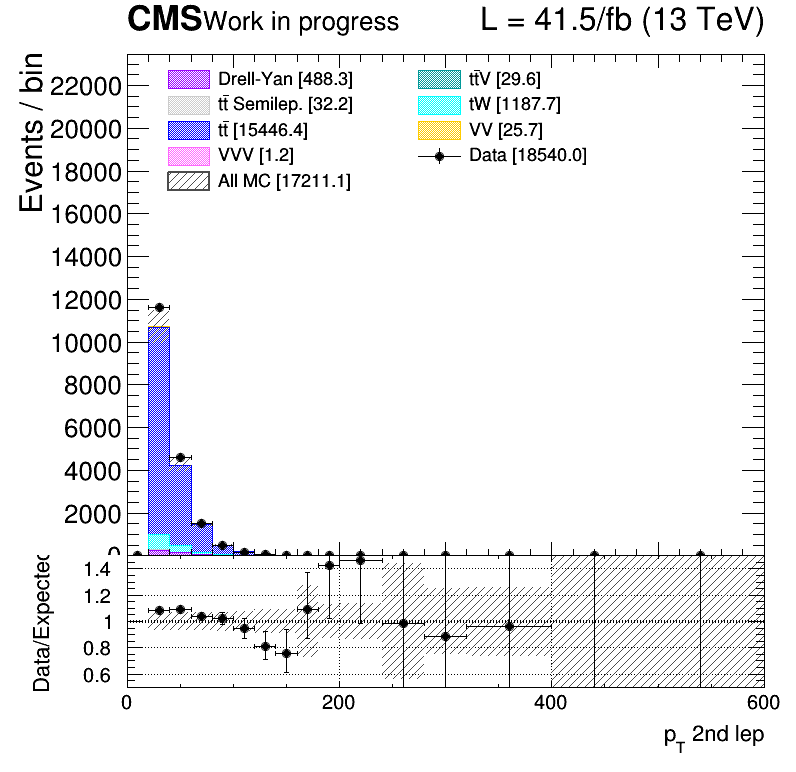 CMS Work in progress L = 41.5/fb (13 TeV)
Events / bin
Drell-Yan [488.3]
tt̄ Semilep. [32.2]
tt̄ [15446.4]
VVV [1.2]
All MC [17211.1]
tt̄V [29.6]
tW [1187.7]
VV [25.7]
Data [18540.0]
22000
20000
18000
16000
14000
12000
10000
8000
6000
4000
2000
0
Data/Expected
1.4
1.2
1
0.8
0.6
0 200 400 600
p_T 2nd lep